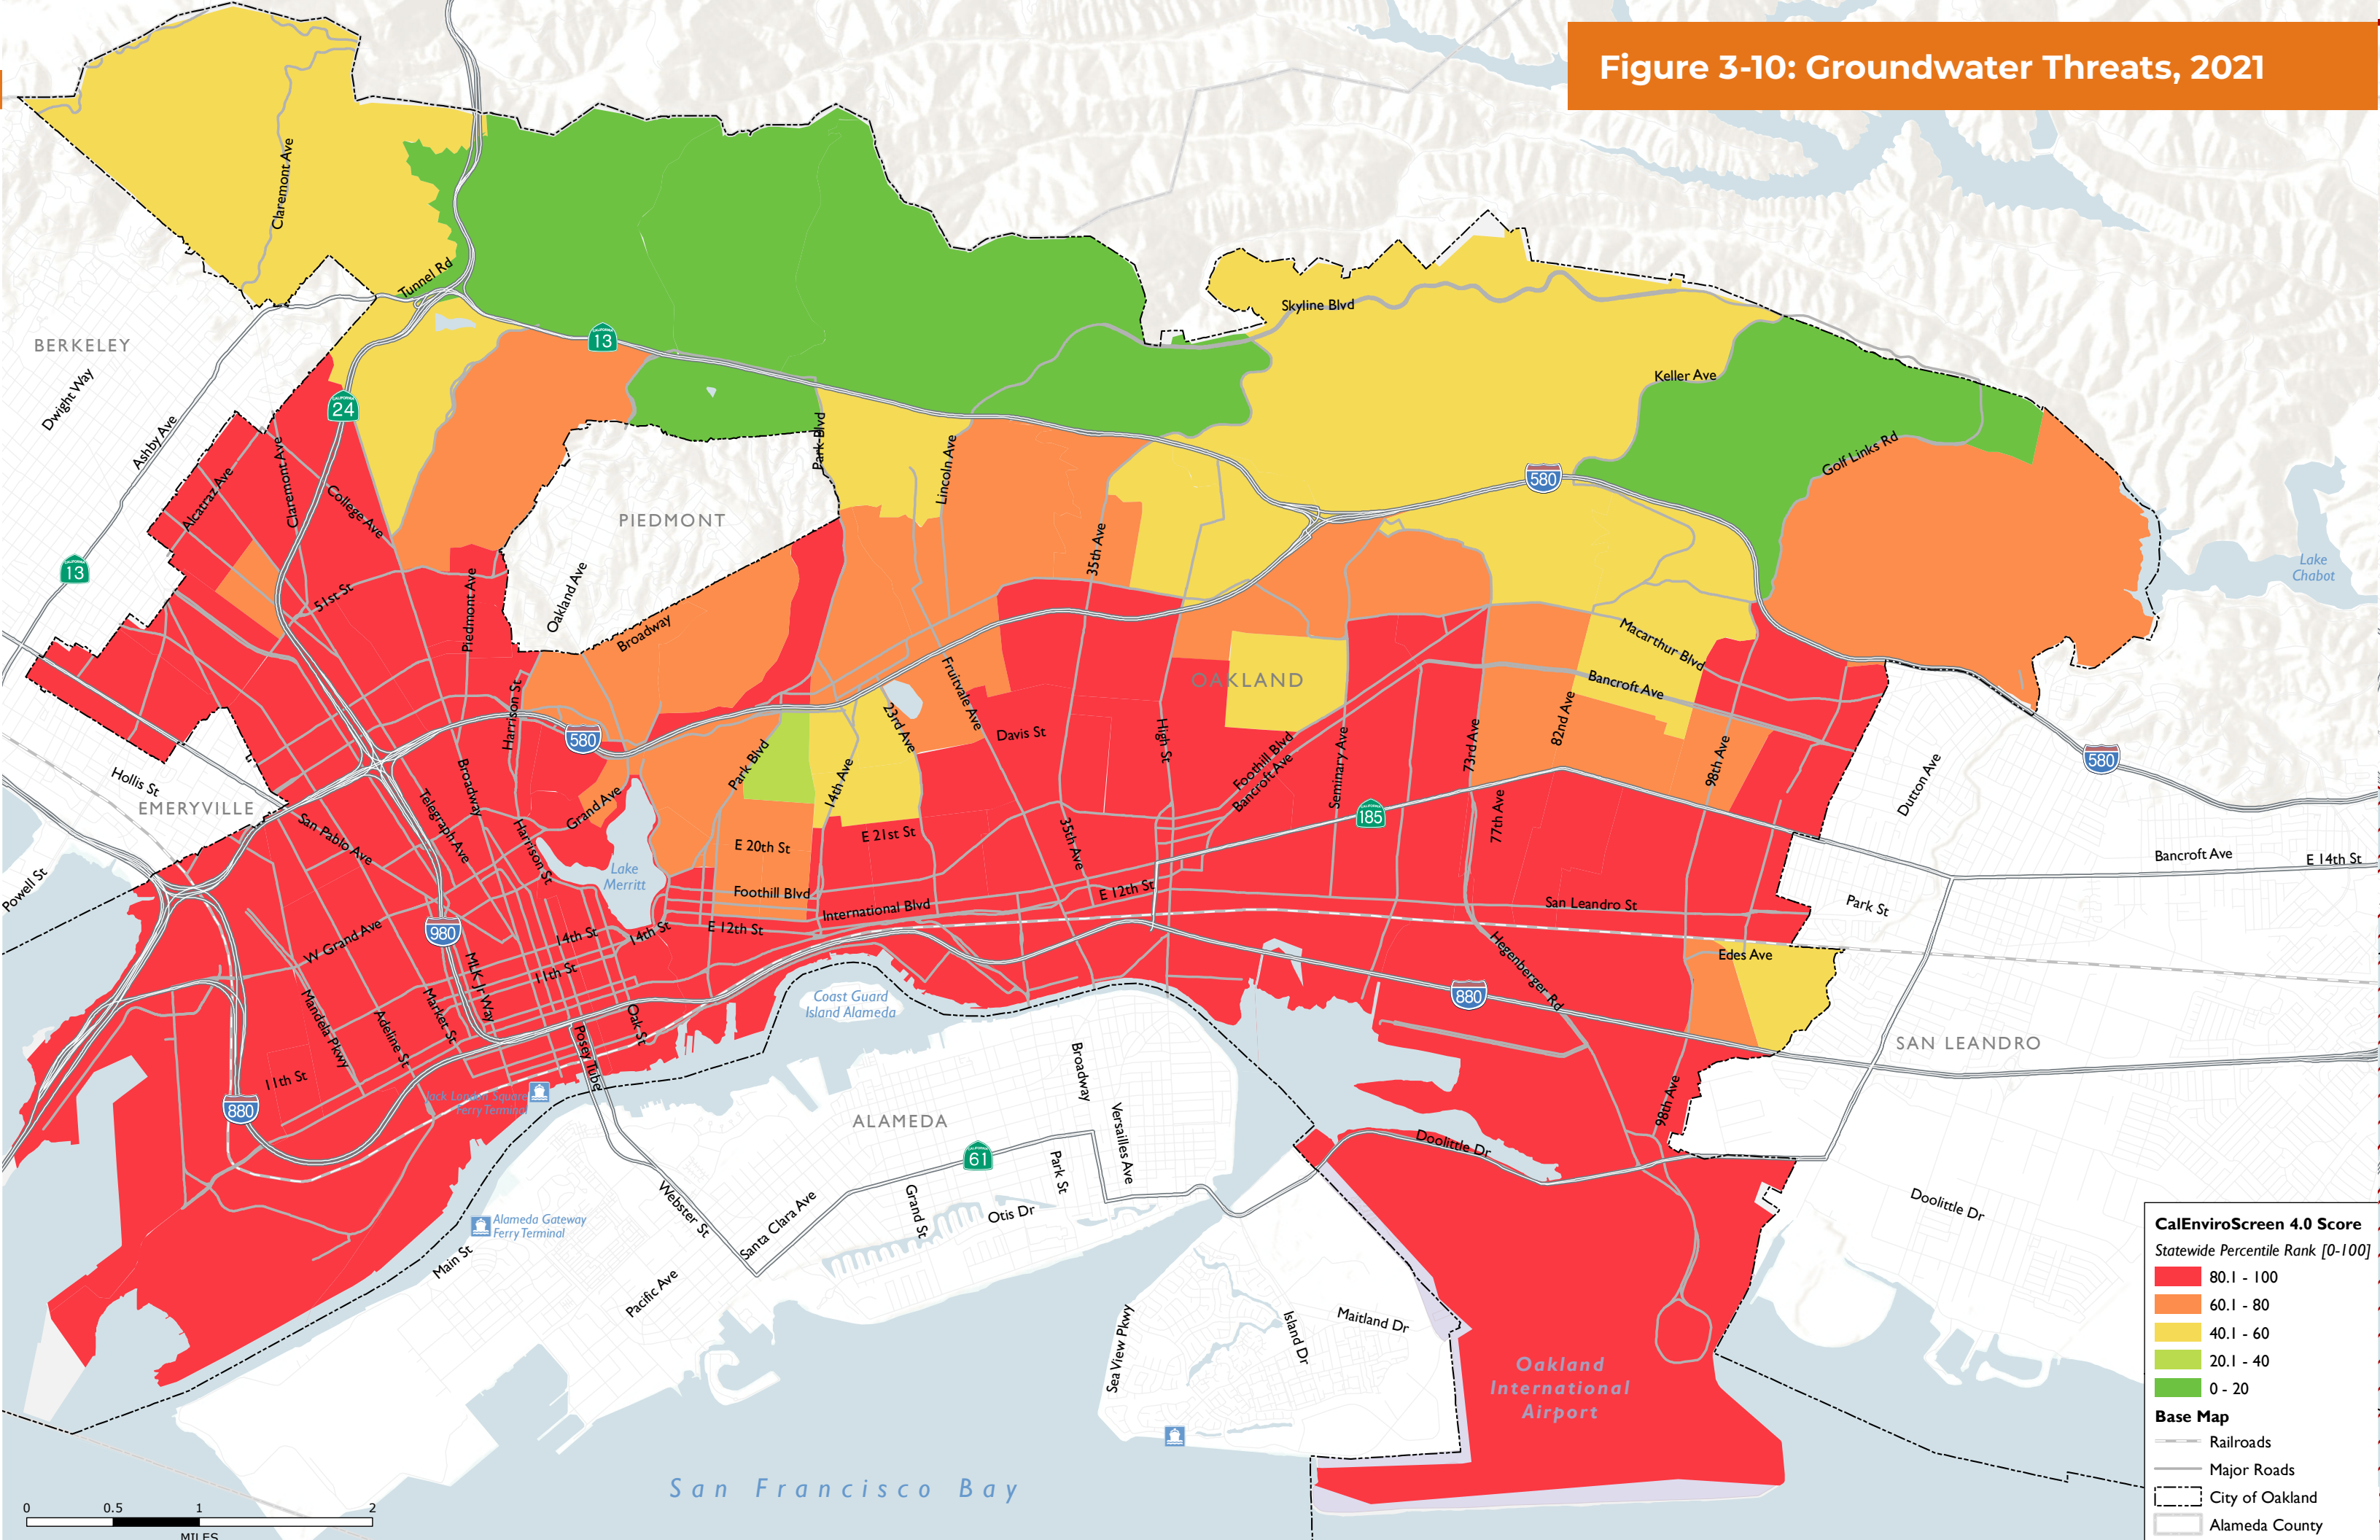 Figure 3-10: Groundwater Threats, 2021
Claremont Ave
Tunnel Rd
BERKELEY
Dwight Way
Ashby Ave
13
24
13
Skyline Blvd
Keller Ave
Golf Links Rd
580
Lake
Chabot
Alcatraz Ave
Claremont Ave
College Ave
51st St
Piedmont Ave
PIEDMONT
Oakland Ave
Broadway
Park Blvd
Lincoln Ave
35th Ave
OAKLAND
Macarthur Blvd
Bancroft Ave
Hollis St
EMERYVILLE
Powell St
San Pablo Ave
Telegraph Ave
Broadway
Harrison St
Harrison St
580
Grand Ave
Lake
Merritt
Park Blvd
14th Ave
23rd Ave
Fruitvale Ave
Davis St
High St
35th Ave
Foothill Blvd
Bancroft Ave
Seminary Ave
73rd Ave
77th Ave
82nd Ave
98th Ave
185
580
Dutton Ave
Bancroft Ave
E 14th St
Park St
E 20th St
E 21st St
Foothill Blvd
International Blvd
E 12th St
E 12th St
San Leandro St
Edes Ave
Hegenberger Rd
880
SAN LEANDRO
980
W Grand Ave
14th St
14th St
11th St
MLK Jr Way
Market St
Adeline St
Mandela Pkwy
11th St
Oak St
Posey Tube
880
Jack London Square
Ferry Terminal
Coast Guard
Island Alameda
ALAMEDA
Broadway
Versailles Ave
61
Park St
Grand St
Otis Dr
Santa Clara Ave
Webster St
Alameda Gateway
Ferry Terminal
Main St
Pacific Ave
98th Ave
Doolittle Dr
Doolittle Dr
Sea View Pkwy
Island Dr
Maitland Dr
Oakland
International
Airport
San Francisco Bay
0 0.5 1 2
MILES
CalEnviroScreen 4.0 Score
Statewide Percentile Rank [0-100]
80.1 - 100
60.1 - 80
40.1 - 60
20.1 - 40
0 - 20
Base Map
Railroads
Major Roads
City of Oakland
Alameda County